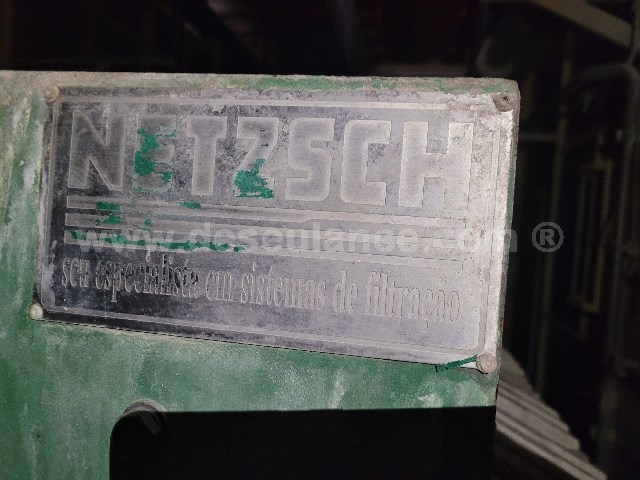 NETZSCH
www.desculance.com ®
seu especialista em sistemas de filtração